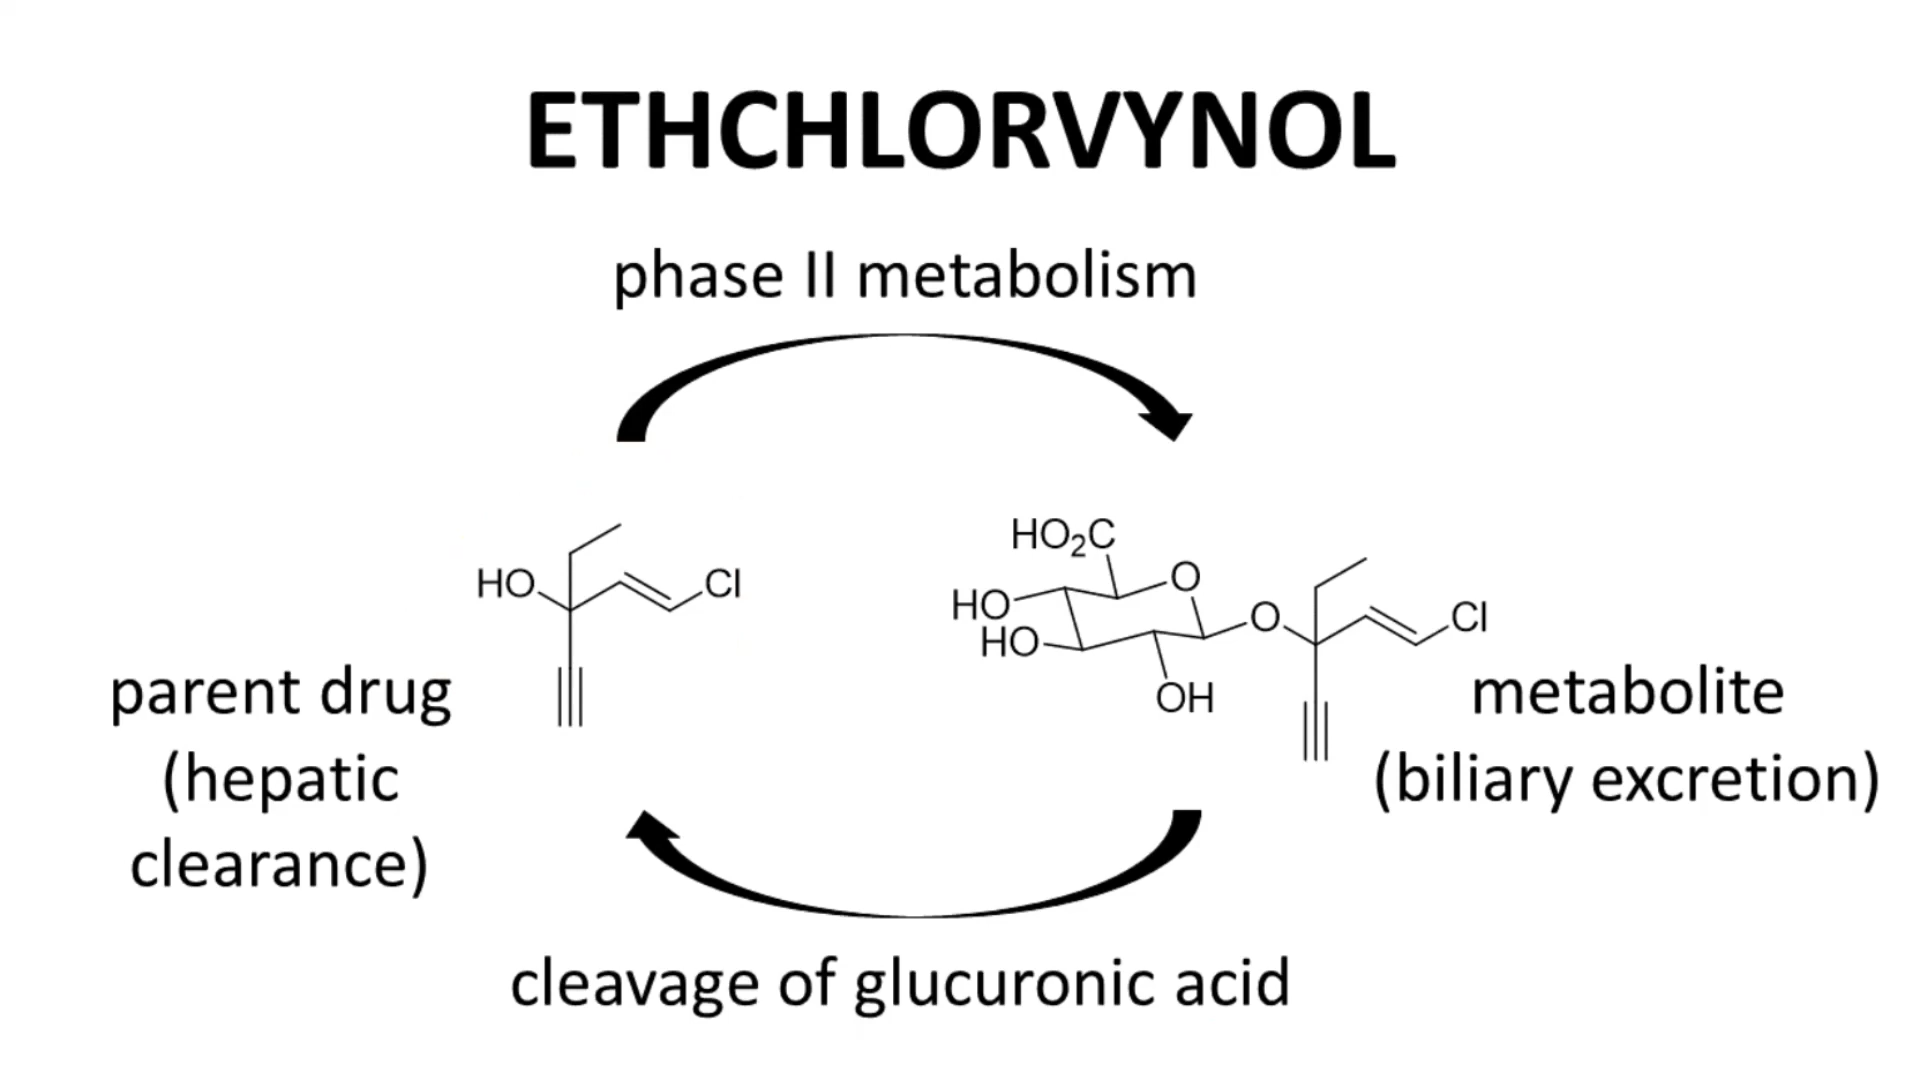 ETHCHLORVYNOL
phase II metabolism
HO
Cl
parent drug
(hepatic
clearance)
HO₂C
HO
HO
O
OH
O
Cl
metabolite
(biliary excretion)
cleavage of glucuronic acid